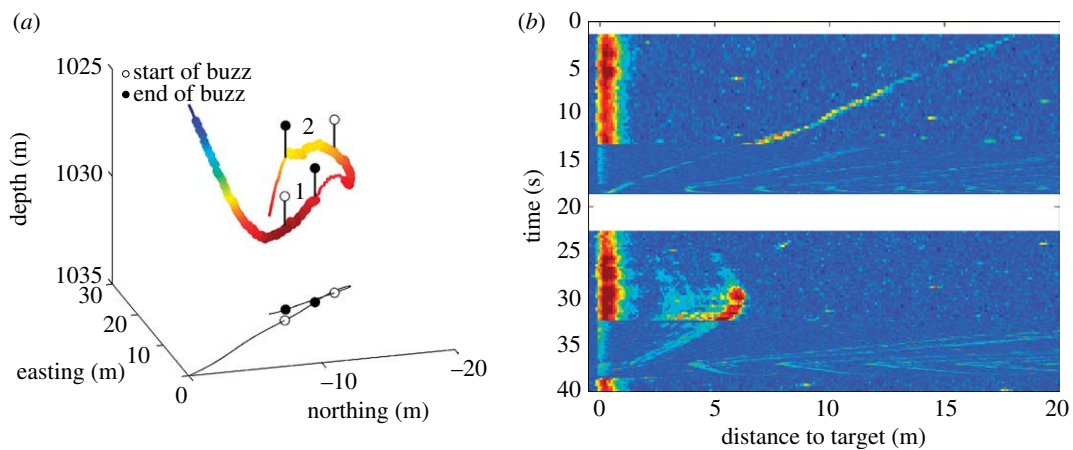 (a)
1025
start of buzz
end of buzz
2
1030
1
depth (m)
1035
30
20
10
easting (m)
0
–10
–20
northing (m)
(b)
0
5
10
15
20
25
30
35
40
time (s)
0
5
10
15
20
distance to target (m)